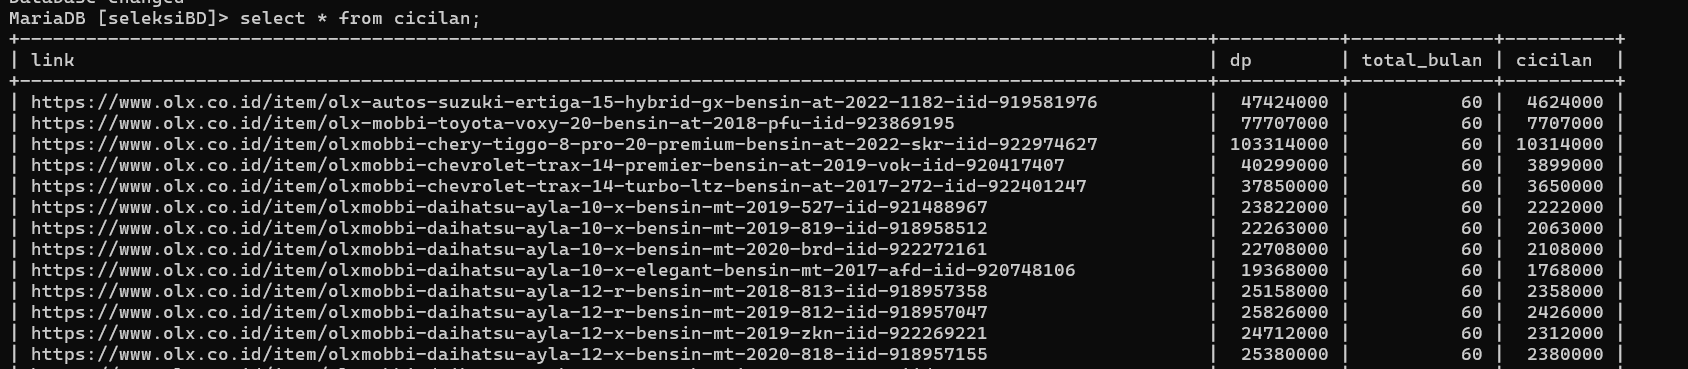 Database changed
MariaDB [seleksiBD]> select * from cicilan;
+------------------------------------------------------------------------------------------------------------+-----------+-------------+----------+
| link | dp | total_bulan | cicilan |
+------------------------------------------------------------------------------------------------------------+-----------+-------------+----------+
| https://www.olx.co.id/item/olx-autos-suzuki-ertiga-15-hybrid-gx-bensin-at-2022-1182-iid-919581976 | 47424000 | 60 | 4624000 |
| https://www.olx.co.id/item/olx-mobbi-toyota-voxy-20-bensin-at-2018-pfu-iid-923869195 | 77707000 | 60 | 7707000 |
| https://www.olx.co.id/item/olxmobbi-chery-tiggo-8-pro-20-premium-bensin-at-2022-skr-iid-922974627 | 103314000 | 60 | 10314000 |
| https://www.olx.co.id/item/olxmobbi-chevrolet-trax-14-premier-bensin-at-2019-vok-iid-920417407 | 40299000 | 60 | 3899000 |
| https://www.olx.co.id/item/olxmobbi-chevrolet-trax-14-turbo-ltz-bensin-at-2017-272-iid-922401247 | 37850000 | 60 | 3650000 |
| https://www.olx.co.id/item/olxmobbi-daihatsu-ayla-10-x-bensin-mt-2019-527-iid-921488967 | 23822000 | 60 | 2222000 |
| https://www.olx.co.id/item/olxmobbi-daihatsu-ayla-10-x-bensin-mt-2019-819-iid-918958512 | 22263000 | 60 | 2063000 |
| https://www.olx.co.id/item/olxmobbi-daihatsu-ayla-10-x-bensin-mt-2020-brd-iid-922272161 | 22708000 | 60 | 2108000 |
| https://www.olx.co.id/item/olxmobbi-daihatsu-ayla-10-x-elegant-bensin-mt-2017-afd-iid-920748106 | 19368000 | 60 | 1768000 |
| https://www.olx.co.id/item/olxmobbi-daihatsu-ayla-12-r-bensin-mt-2018-813-iid-918957358 | 25158000 | 60 | 2358000 |
| https://www.olx.co.id/item/olxmobbi-daihatsu-ayla-12-r-bensin-mt-2019-812-iid-918957047 | 25826000 | 60 | 2426000 |
| https://www.olx.co.id/item/olxmobbi-daihatsu-ayla-12-x-bensin-mt-2019-zkn-iid-922269221 | 24712000 | 60 | 2312000 |
| https://www.olx.co.id/item/olxmobbi-daihatsu-ayla-12-x-bensin-mt-2020-818-iid-918957155 | 25380000 | 60 | 2380000 |